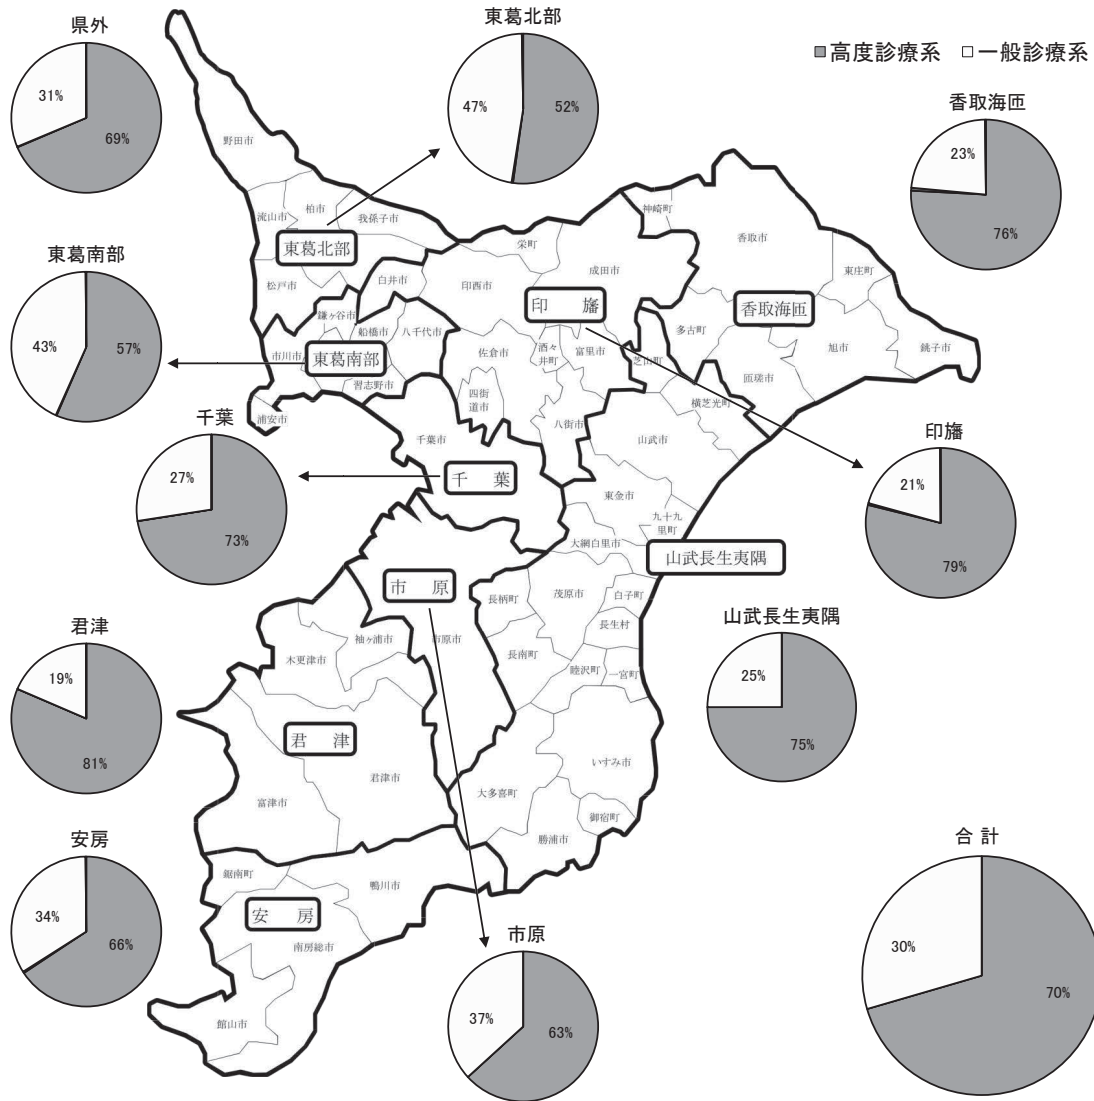 県外
31%
69%
東葛北部
47%
52%
■高度診療系 □一般診療系
香取海匝
23%
76%
東葛南部
43%
57%
千葉
27%
73%
印旛
21%
79%
山武長生夷隅
25%
75%
君津
19%
81%
安房
34%
66%
市原
37%
63%
合 計
30%
70%
野田市
流山市
柏市
我孫子市
東葛北部
松戸市
白井市
鎌ヶ谷市
船橋市
八千代市
市川市
東葛南部
習志野市
浦安市
栄町
印西市
成田市
印 旛
佐倉市
酒々
井町
富里市
四街
道市
八街市
神崎町
香取市
東庄町
香取海匝
多古町
旭市
銚子市
匝瑳市
芝山町
横芝光町
山武市
千葉市
千 葉
東金市
九十九
里町
大網白里市
山武長生夷隅
市 原
市原市
長柄町
茂原市
白子町
長生村
長南町
睦沢町
一宮町
袖ヶ浦市
木更津市
君 津
君津市
富津市
いすみ市
大多喜町
御宿町
勝浦市
鋸南町
鴨川市
安 房
南房総市
館山市